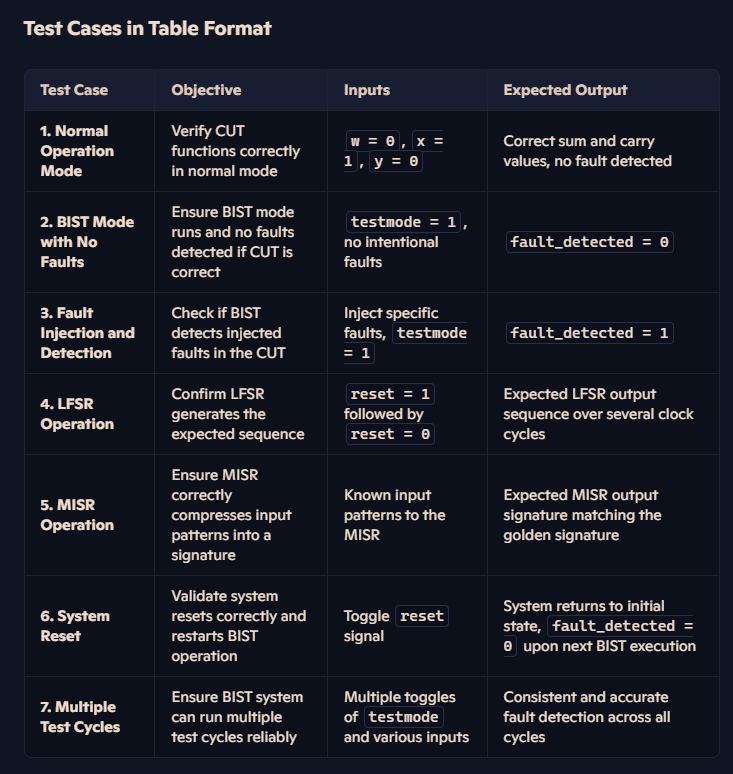 Test Cases in Table Format
Test Case
Objective
Inputs
Expected Output
1. Normal
Operation
Mode
Verify CUT
functions correctly
in normal mode
w = 0, x =
1, y = 0
Correct sum and carry
values, no fault detected
2. BIST Mode
with No
Faults
Ensure BIST mode
runs and no faults
detected if CUT is
correct
testmode = 1,
no intentional
faults
fault_detected = 0
3. Fault
Injection and
Detection
Check if BIST
detects injected
faults in the CUT
Inject specific
faults, testmode
= 1
fault_detected = 1
4. LFSR
Operation
Confirm LFSR
generates the
expected sequence
reset = 1
followed by
reset = 0
Expected LFSR output
sequence over several clock
cycles
5. MISR
Operation
Ensure MISR
correctly
compresses input
patterns into a
signature
Known input
patterns to the
MISR
Expected MISR output
signature matching the
golden signature
6. System
Reset
Validate system
resets correctly and
restarts BIST
operation
Toggle reset
signal
System returns to initial
state, fault_detected =
0 upon next BIST execution
7. Multiple
Test Cycles
Ensure BIST system
can run multiple
test cycles reliably
Multiple toggles
of testmode
and various inputs
Consistent and accurate
fault detection across all
cycles